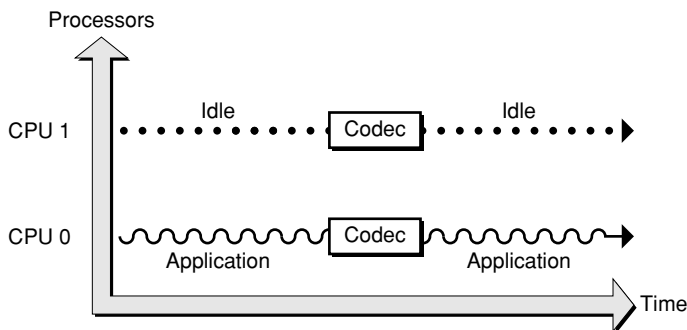 Processors
Idle
Idle
CPU 1
Codec
CPU 0
Codec
Application
Application
Time